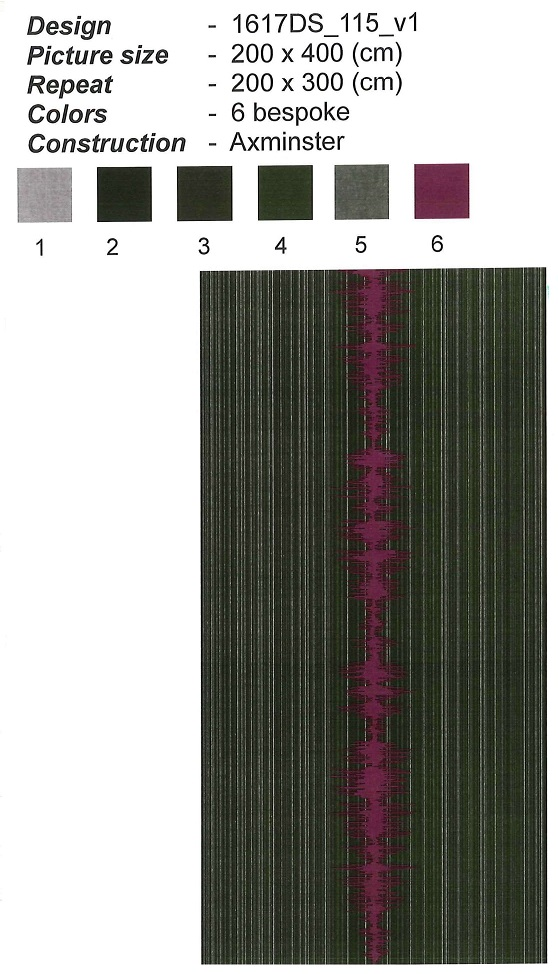 Design - 1617DS_115_v1
Picture size - 200 x 400 (cm)
Repeat - 200 x 300 (cm)
Colors - 6 bespoke
Construction - Axminster
1 2 3 4 5 6